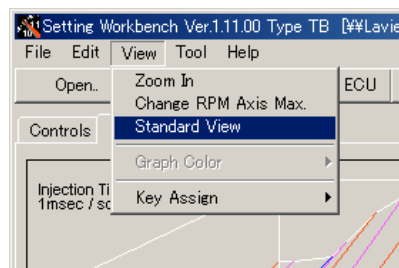 Setting Workbench Ver.1.11.00 Type TB [¥¥Lavie
File Edit View Tool Help
Open.. ECU
Zoom In
Change RPM Axis Max.
Standard View
Graph Color
Key Assign
Controls
Injection Ti
1msec / sc